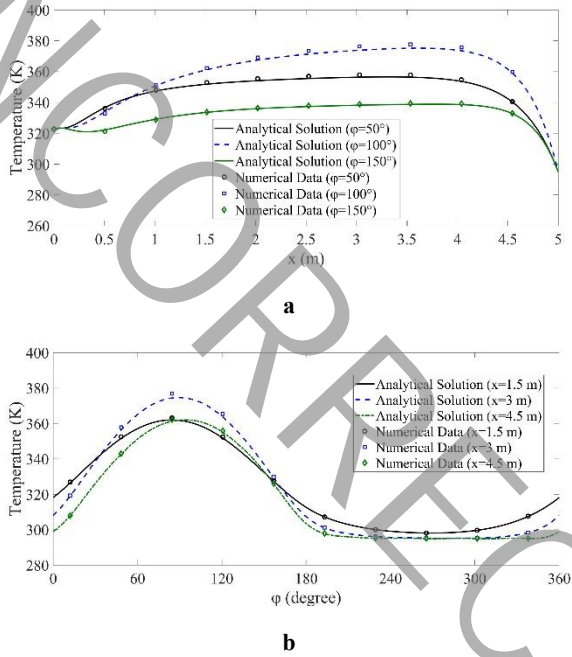 400
380
360
340
320
300
280
260
Temperature (K)
Analytical Solution (φ=50°)
Analytical Solution (φ=100°)
Analytical Solution (φ=150°)
Numerical Data (φ=50°)
Numerical Data (φ=100°)
Numerical Data (φ=150°)
0 0.5 1 1.5 2 2.5 3 3.5 4 4.5 5
x (m)
a
400
380
360
340
320
300
280
Temperature (K)
Analytical Solution (x=1.5 m)
Analytical Solution (x=3 m)
Analytical Solution (x=4.5 m)
Numerical Data (x=1.5 m)
Numerical Data (x=3 m)
Numerical Data (x=4.5 m)
0 60 120 180 240 300 360
φ (degree)
b
NCORREC